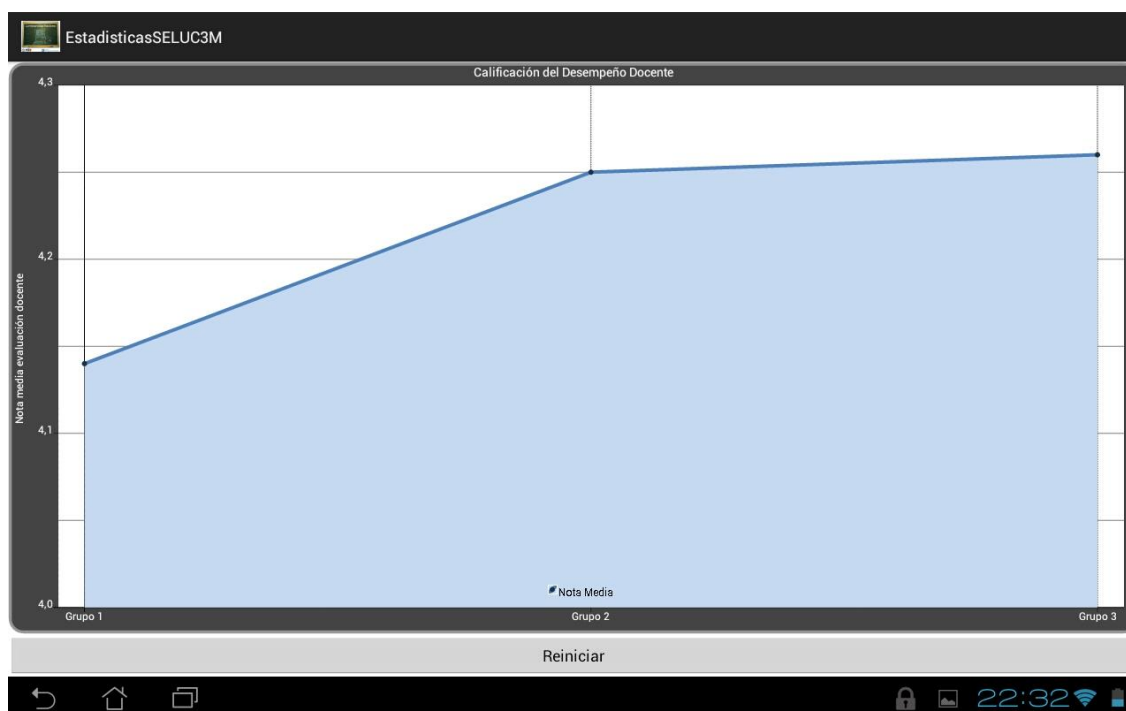 EstadisticasSELUC3M
Calificación del Desempeño Docente
4,3
4,2
4,1
4,0
Nota media evaluación docente
Nota Media
Grupo 1
Grupo 2
Grupo 3
Reiniciar
22:32